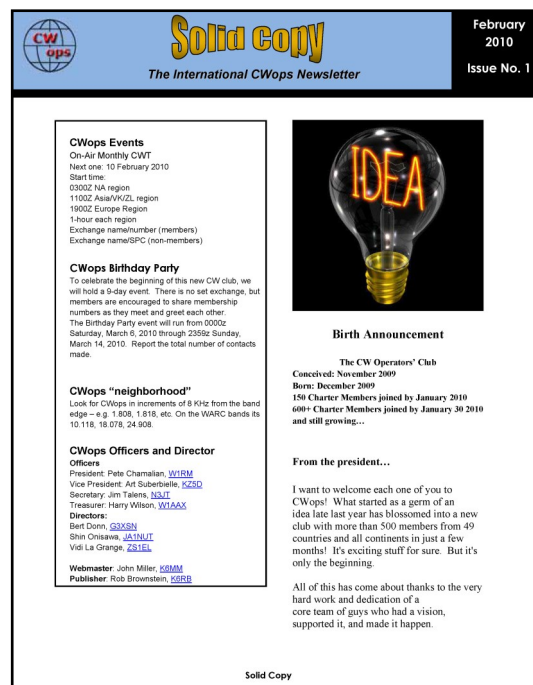 CW
ops
Solid Copy
The International CWops Newsletter
February
2010
Issue No. 1
CWops Events
On-Air Monthly CWT
Next one: 10 February 2010
Start time:
0300Z NA region
1100Z Asia/VK/ZL region
1900Z Europe Region
1-hour each region
Exchange name/number (members)
Exchange name/SPC (non-members)
CWops Birthday Party
To celebrate the beginning of this new CW club, we
will hold a 9-day event. There is no set exchange, but
members are encouraged to share membership
numbers as they meet and greet each other.
The Birthday Party event will run from 0000z
Saturday, March 6, 2010 through 2359z Sunday,
March 14, 2010. Report the total number of contacts
made.
CWops “neighborhood”
Look for CWops in increments of 8 KHz from the band
edge – e.g. 1.808, 1.818, etc. On the WARC bands its
10.118, 18.078, 24.908.
CWops Officers and Director
Officers
President: Pete Chamalian, W1RM
Vice President: Art Suberbielle, KZ5D
Secretary: Jim Talens, N3JT
Treasurer: Harry Wilson, W1AAX
Directors:
Bert Donn, G3XSN
Shin Onisawa, JA1NUT
Vidi La Grange, ZS1EL
Webmaster: John Miller, K6MM
Publisher: Rob Brownstein, K6RB
IDEA
Birth Announcement
The CW Operators’ Club
Conceived: November 2009
Born: December 2009
150 Charter Members joined by January 2010
600+ Charter Members joined by January 30 2010
and still growing…
From the president…
I want to welcome each one of you to
CWops! What started as a germ of an
idea late last year has blossomed into a new
club with more than 500 members from 49
countries and all continents in just a few
months! It's exciting stuff for sure. But it's
only the beginning.
All of this has come about thanks to the very
hard work and dedication of a
core team of guys who had a vision,
supported it, and made it happen.
Solid Copy